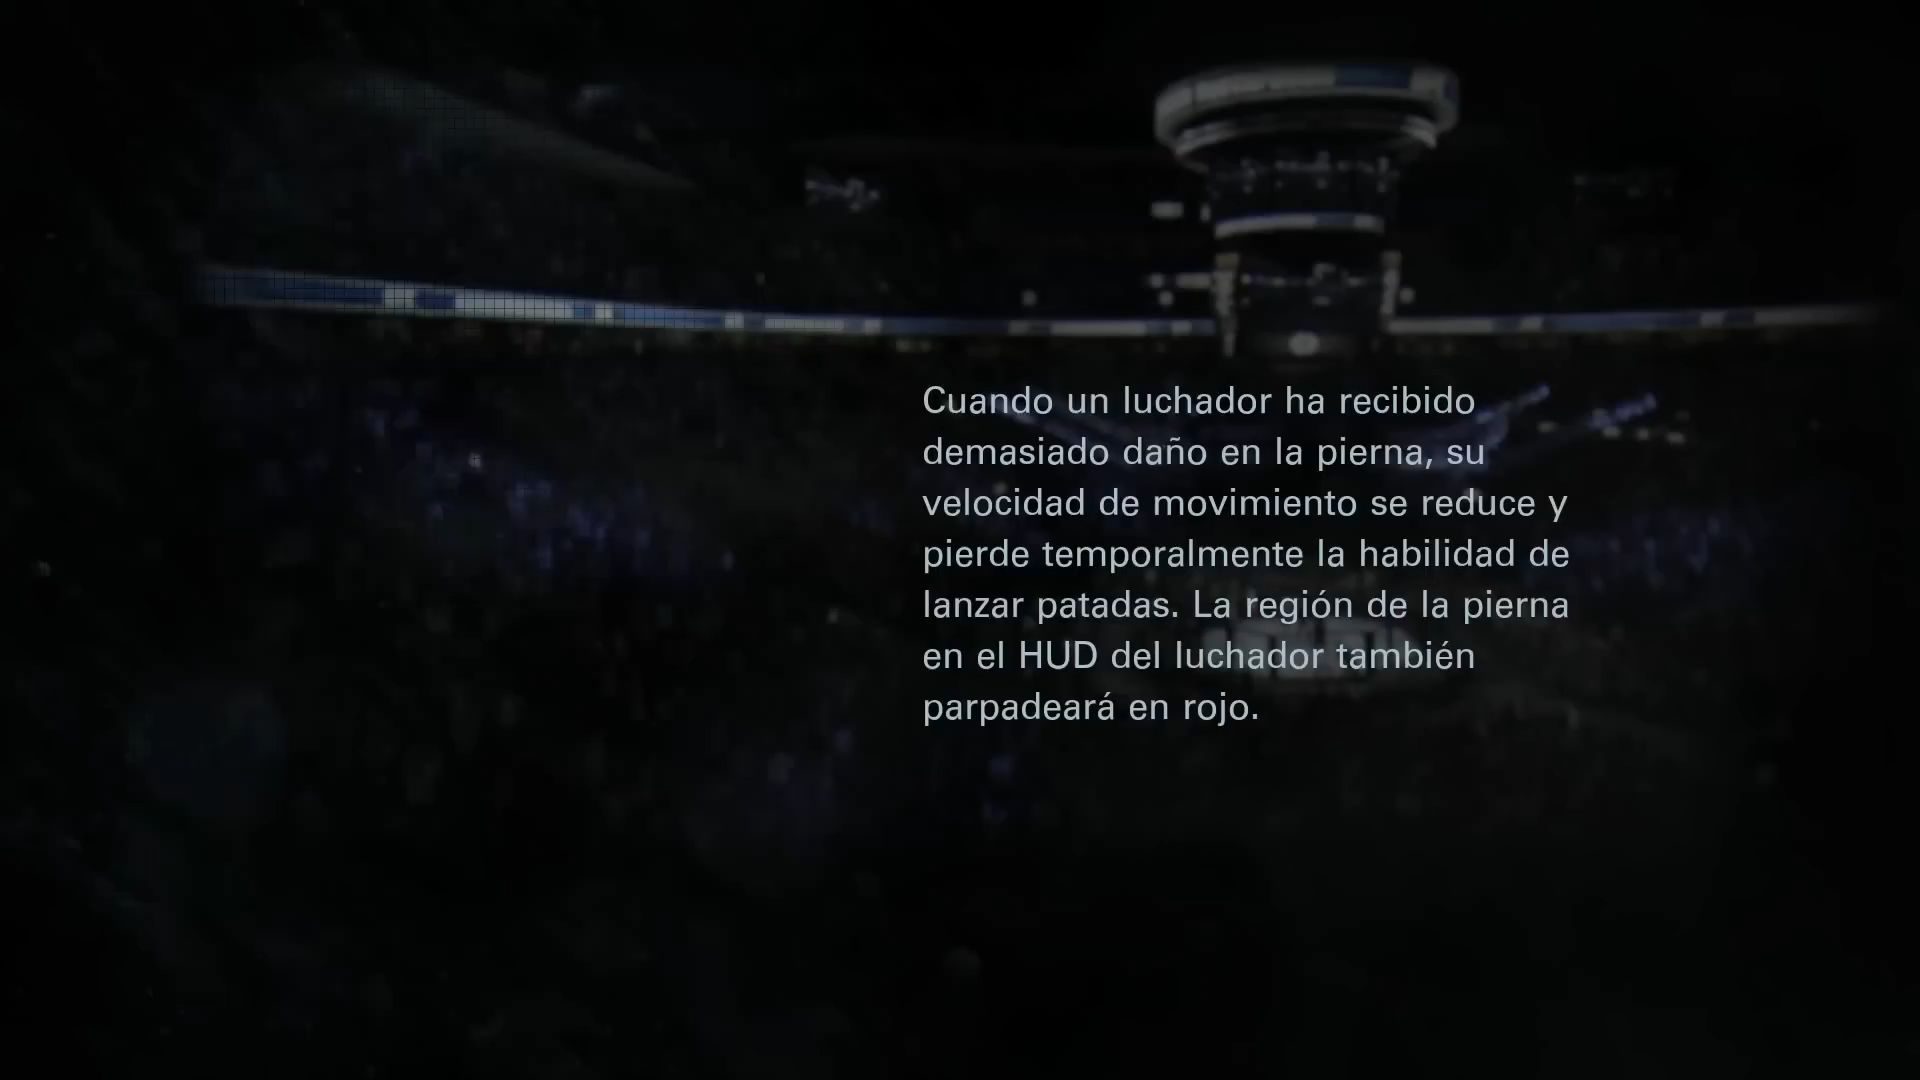 Cuando un luchador ha recibido
demasiado daño en la pierna, su
velocidad de movimiento se reduce y
pierde temporalmente la habilidad de
lanzar patadas. La región de la pierna
en el HUD del luchador también
parpadeará en rojo.